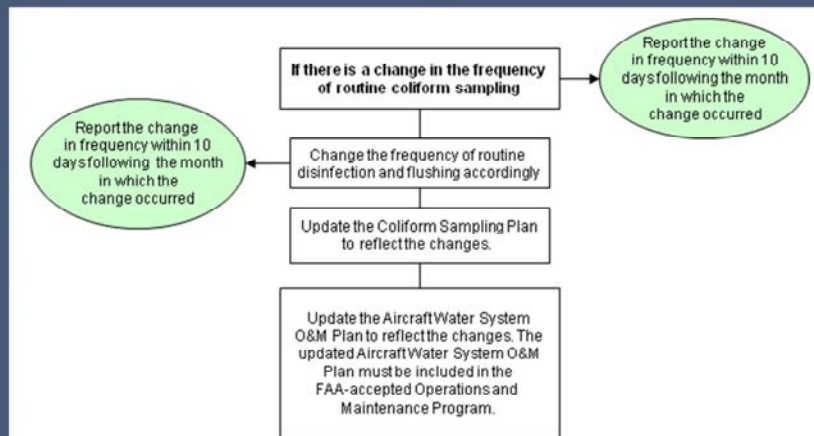 If there is a change in the frequency
of routine coliform sampling
Report the change
in frequency within 10
days following the month
in which the
change occurred
Change the frequency of routine
disinfection and flushing accordingly
Report the change
in frequency within 10
days following the month
in which the
change occurred
Update the Coliform Sampling Plan
to reflect the changes.
Update the Aircraft Water System
O&M Plan to reflect the changes. The
updated Aircraft Water System O&M
Plan must be included in the
FAA-accepted Operations and
Maintenance Program.